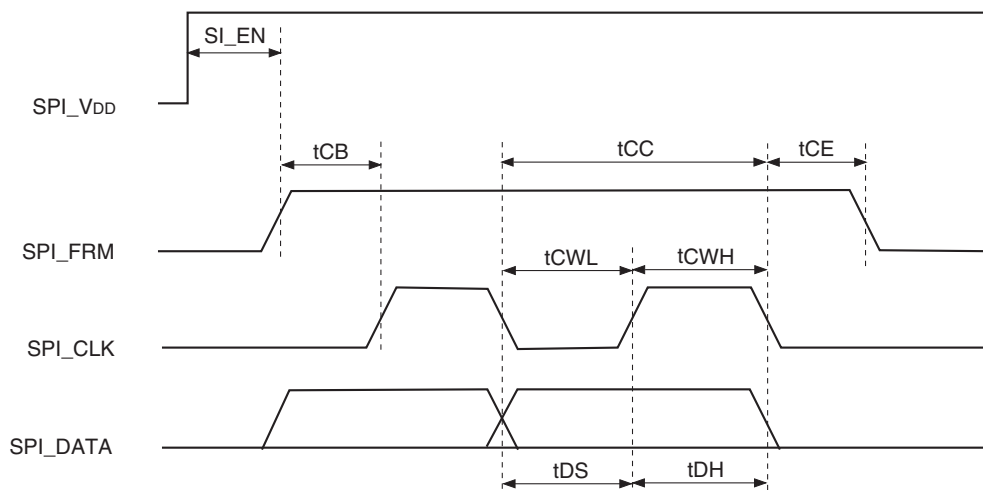 SI_EN
SPI_VDD
tCB
tCC
tCE
SPI_FRM
tCWL
tCWH
SPI_CLK
SPI_DATA
tDS
tDH